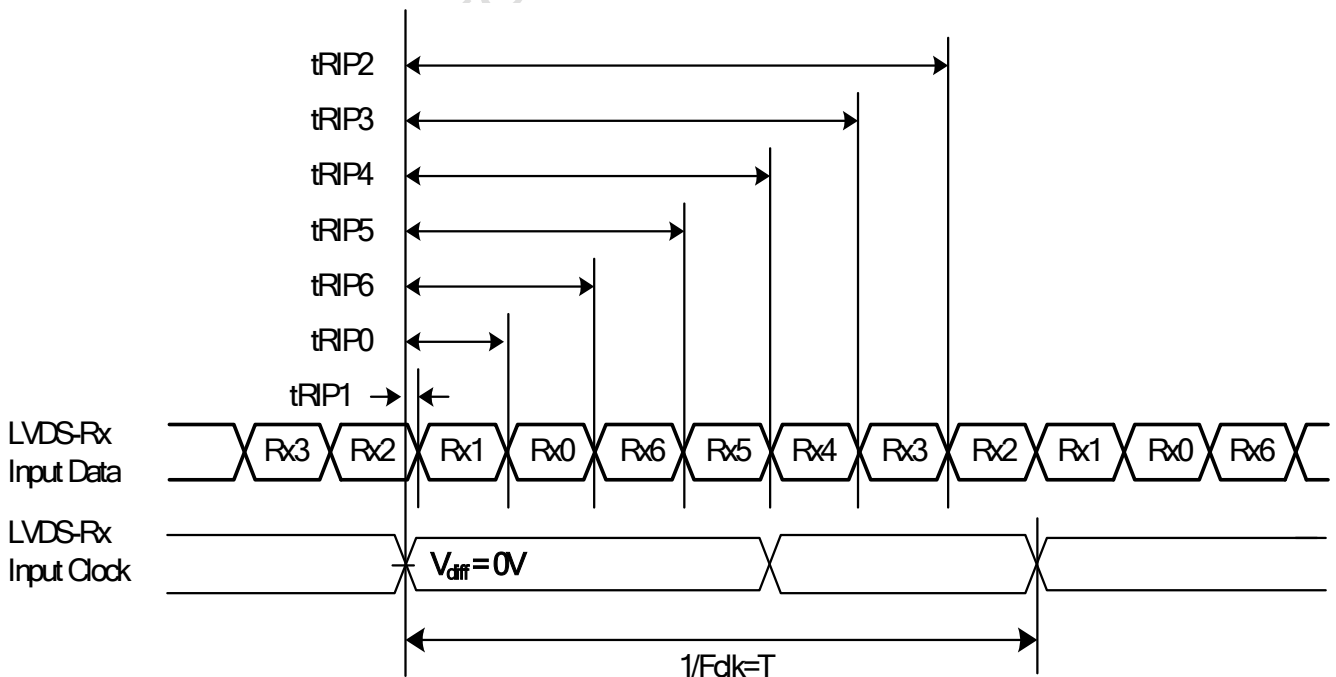 tRIP2
tRIP3
tRIP4
tRIP5
tRIP6
tRIP0
tRIP1
LVDS-Rx
Input Data
Rx3 Rx2 Rx1 Rx0 Rx6 Rx5 Rx4 Rx3 Rx2 Rx1 Rx0 Rx6
LVDS-Rx
Input Clock
Vdiff = 0V
1/Fclk=T